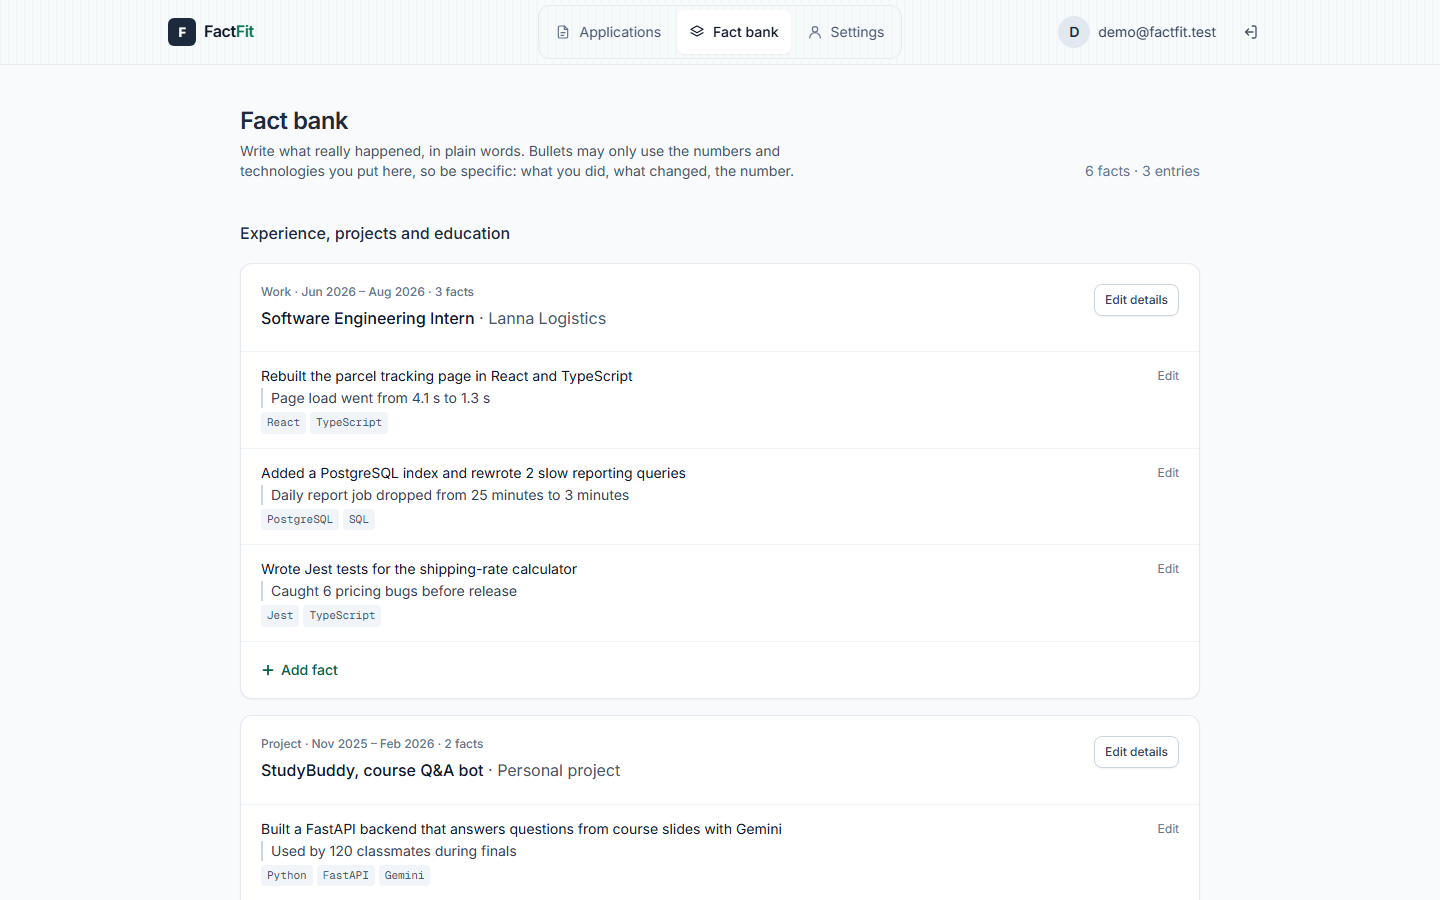 F FactFit
Applications
Fact bank
Settings
D demo@factfit.test
Fact bank
Write what really happened, in plain words. Bullets may only use the numbers and
technologies you put here, so be specific: what you did, what changed, the number.
6 facts · 3 entries
Experience, projects and education
Work · Jun 2026 – Aug 2026 · 3 facts
Edit details
Software Engineering Intern · Lanna Logistics
Rebuilt the parcel tracking page in React and TypeScript
Edit
Page load went from 4.1 s to 1.3 s
React TypeScript
Added a PostgreSQL index and rewrote 2 slow reporting queries
Edit
Daily report job dropped from 25 minutes to 3 minutes
PostgreSQL SQL
Wrote Jest tests for the shipping-rate calculator
Edit
Caught 6 pricing bugs before release
Jest TypeScript
+ Add fact
Project · Nov 2025 – Feb 2026 · 2 facts
Edit details
StudyBuddy, course Q&A bot · Personal project
Built a FastAPI backend that answers questions from course slides with Gemini
Edit
Used by 120 classmates during finals
Python FastAPI Gemini